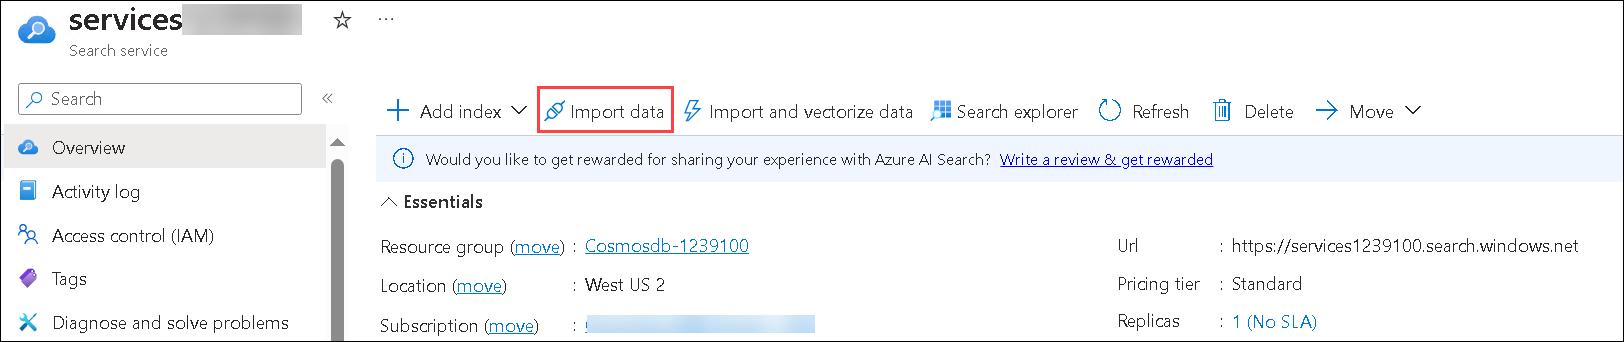 services
Search service
Search
Overview
Activity log
Access control (IAM)
Tags
Diagnose and solve problems
Add index Import data Import and vectorize data Search explorer Refresh Delete Move
Would you like to get rewarded for sharing your experience with Azure AI Search? Write a review & get rewarded
Essentials
Resource group (move) : Cosmosdb-1239100
Location (move) : West US 2
Subscription (move) :
Url : https://services1239100.search.windows.net
Pricing tier : Standard
Replicas : 1 (No SLA)